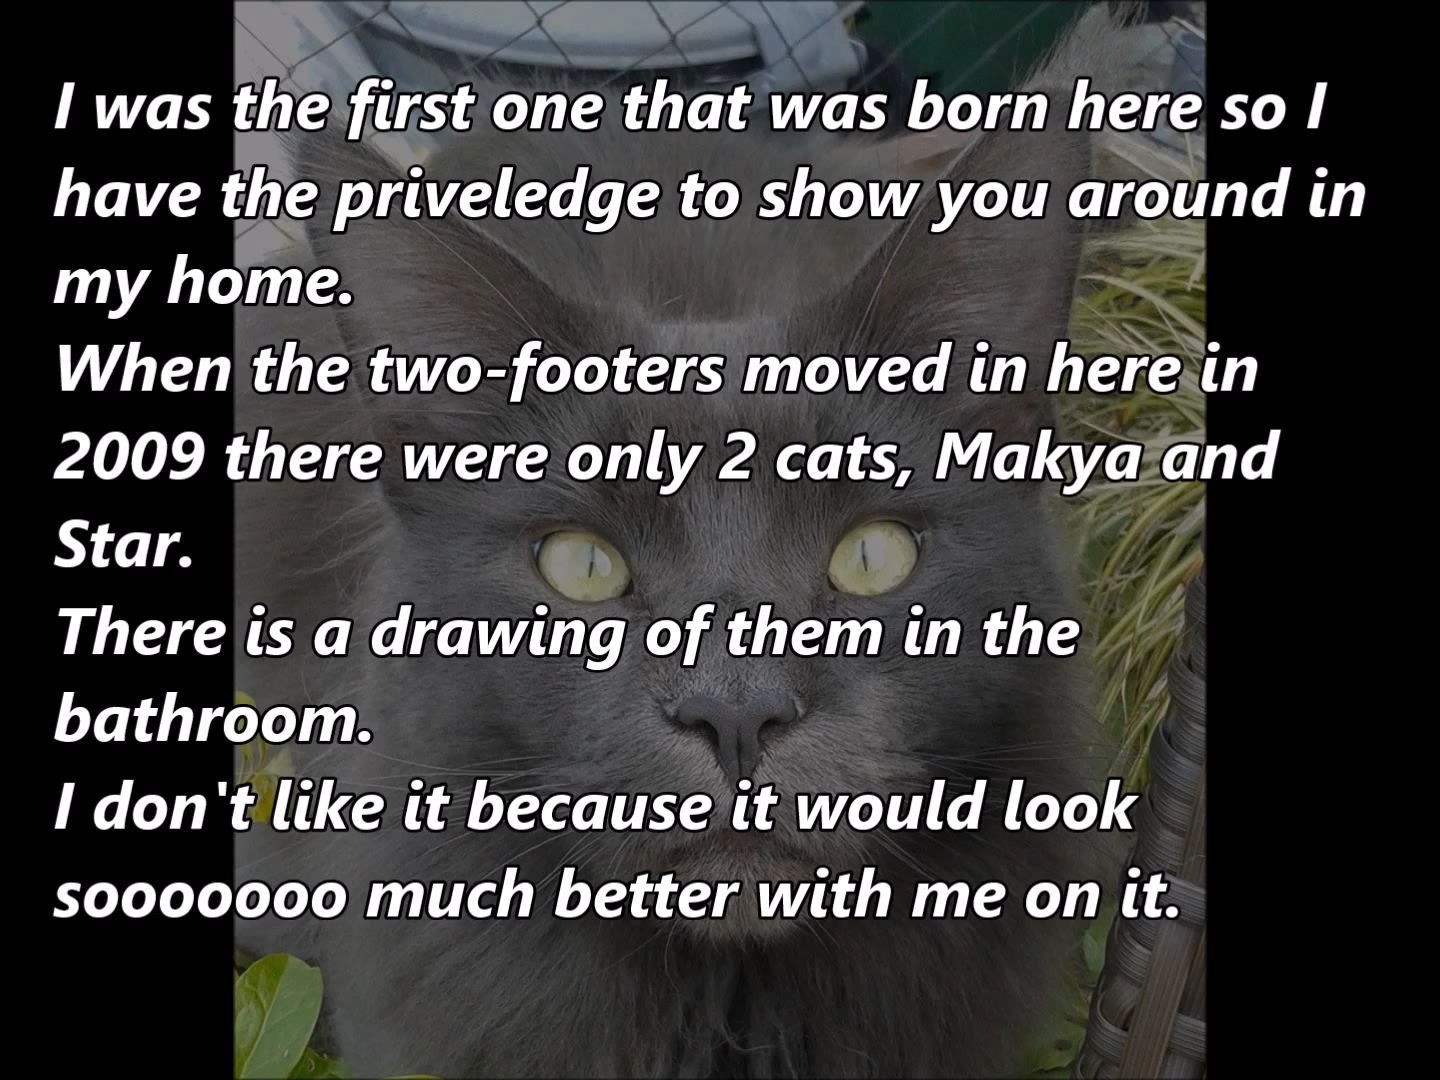 I was the first one that was born here so I
have the priveledge to show you around in
my home.
When the two-footers moved in here in
2009 there were only 2 cats, Makya and
Star.
There is a drawing of them in the
bathroom.
I don't like it because it would look
sooooooo much better with me on it.